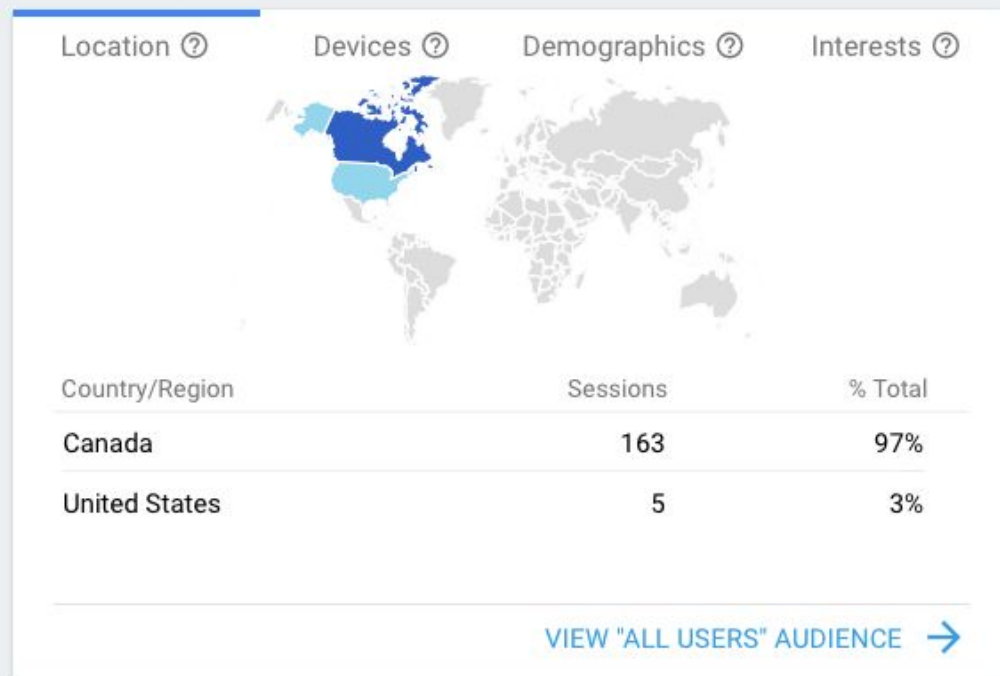 Location Devices Demographics Interests
Country/Region Sessions % Total
Canada 163 97%
United States 5 3%
VIEW "ALL USERS" AUDIENCE